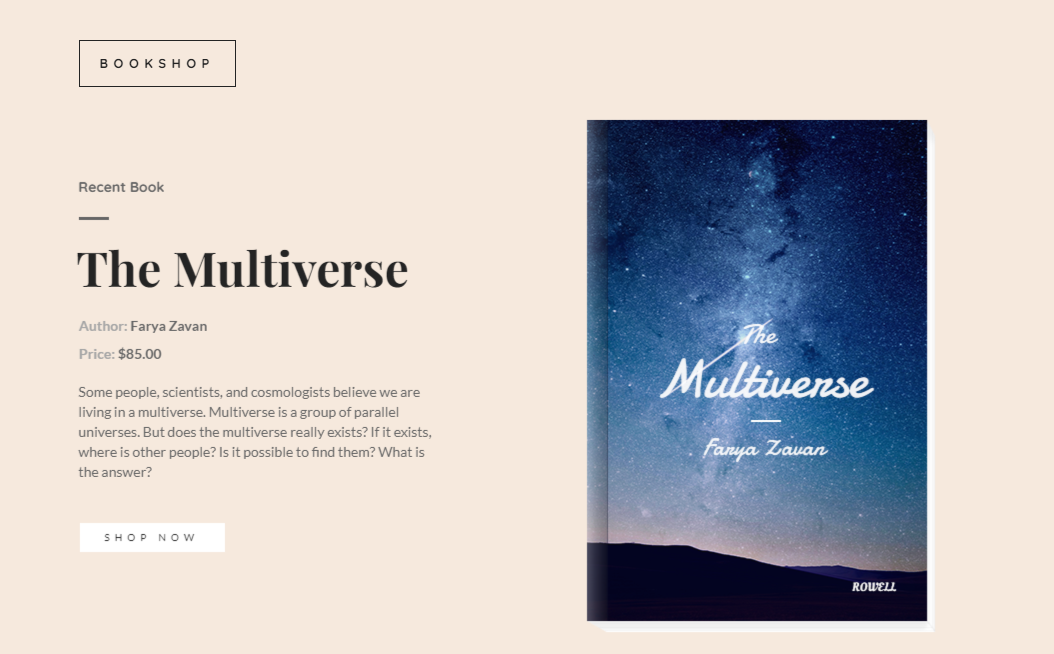 BOOKSHOP
Recent Book
The Multiverse
Author: Farya Zavan
Price: $85.00
Some people, scientists, and cosmologists believe we are
living in a multiverse. Multiverse is a group of parallel
universes. But does the multiverse really exists? If it exists,
where is other people? Is it possible to find them? What is
the answer?
SHOP NOW
The
Multiverse
Farya Zavan
ROWELL